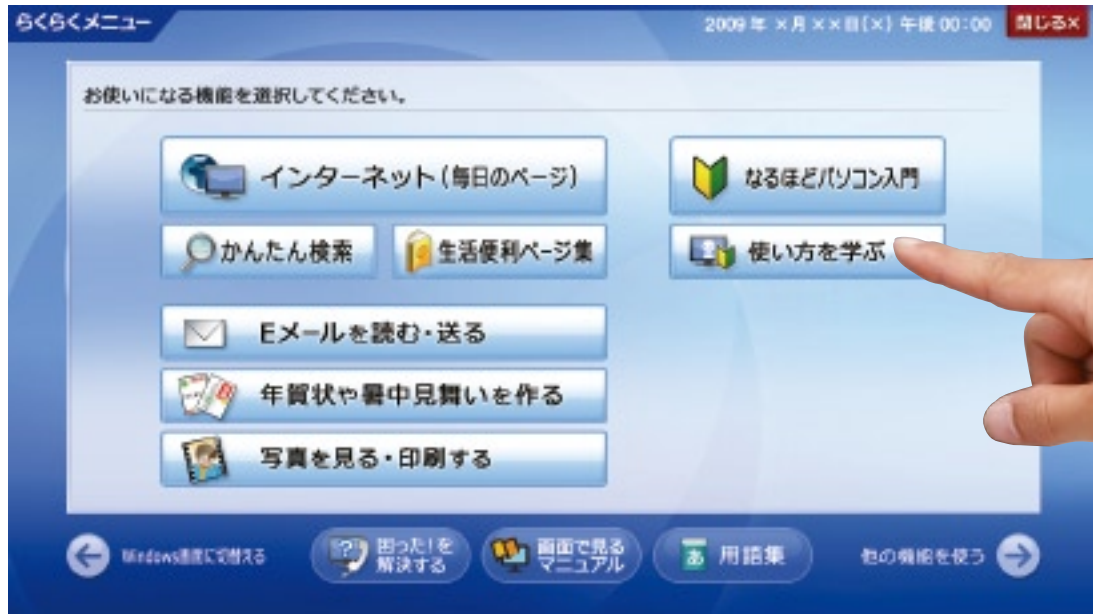 らくらくメニュー
2009年 ×月××日(×) 午後00:00
閉じる×
お使いになる機能を選択してください。
インターネット(毎日のページ)
なるほどパソコン入門
かんたん検索
生活便利ページ集
使い方を学ぶ
Eメールを読む・送る
年賀状や暑中見舞いを作る
写真を見る・印刷する
Windows画面に切替える
困った!を
解決する
画面で見る
マニュアル
あ
用語集
他の機能を使う